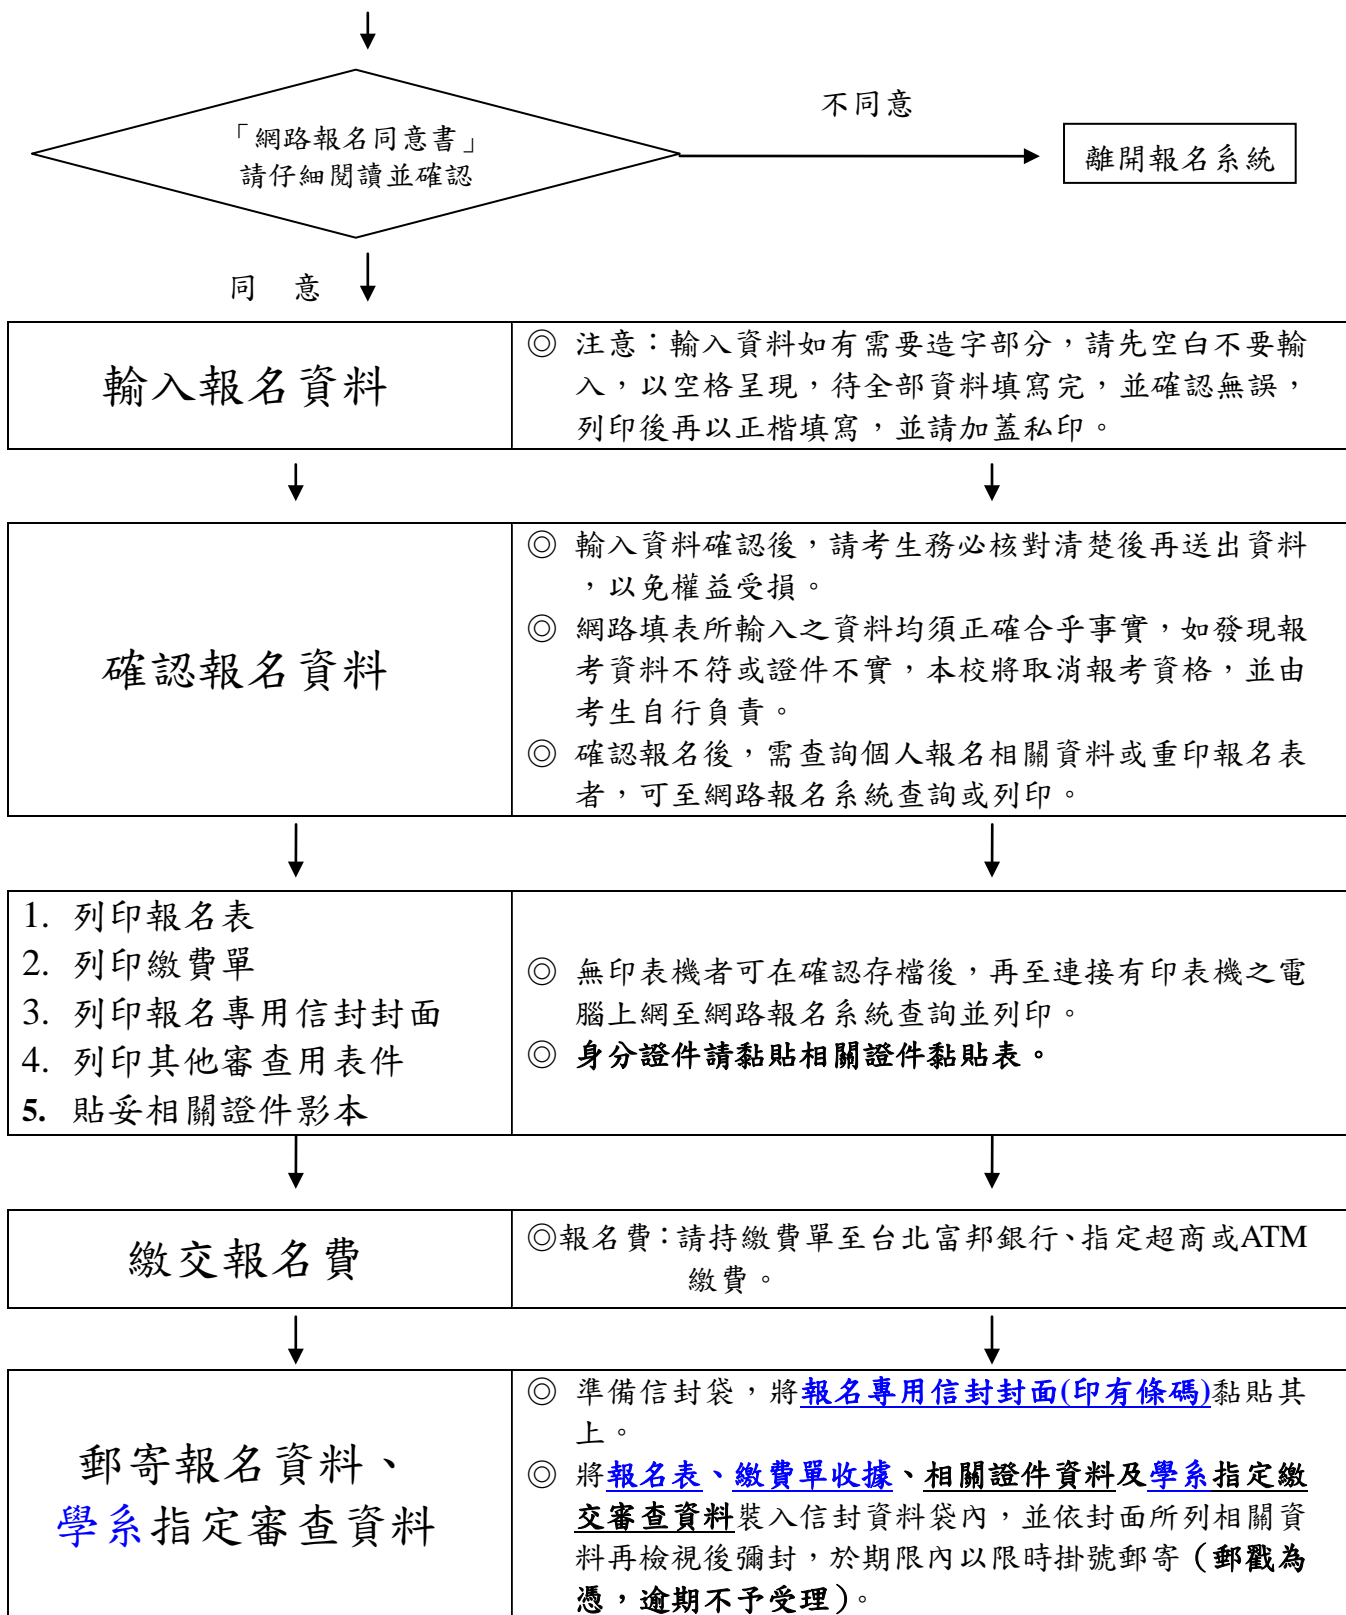 不同意
「網路報名同意書」
請仔細閱讀並確認
離開報名系統
同　意
輸入報名資料
◎ 注意：輸入資料如有需要造字部分，請先空白不要輸
入，以空格呈現，待全部資料填寫完，並確認無誤，
列印後再以正楷填寫，並請加蓋私印。
確認報名資料
◎ 輸入資料確認後，請考生務必核對清楚後再送出資料
，以免權益受損。
◎ 網路填表所輸入之資料均須正確合乎事實，如發現報
考資料不符或證件不實，本校將取消報考資格，並由
考生自行負責。
◎ 確認報名後，需查詢個人報名相關資料或重印報名表
者，可至網路報名系統查詢或列印。
1. 列印報名表
2. 列印繳費單
3. 列印報名專用信封封面
4. 列印其他審查用表件
5. 貼妥相關證件影本
◎ 無印表機者可在確認存檔後，再至連接有印表機之電
腦上網至網路報名系統查詢並列印。
◎ 身分證件請黏貼相關證件黏貼表。
繳交報名費
◎報名費：請持繳費單至台北富邦銀行、指定超商或ATM
繳費。
郵寄報名資料、
學系指定審查資料
◎ 準備信封袋，將報名專用信封封面(印有條碼)黏貼其
上。
◎ 將報名表、繳費單收據、相關證件資料及學系指定繳
交審查資料裝入信封資料袋內，並依封面所列相關資
料再檢視後彌封，於期限內以限時掛號郵寄（郵戳為
憑，逾期不予受理）。